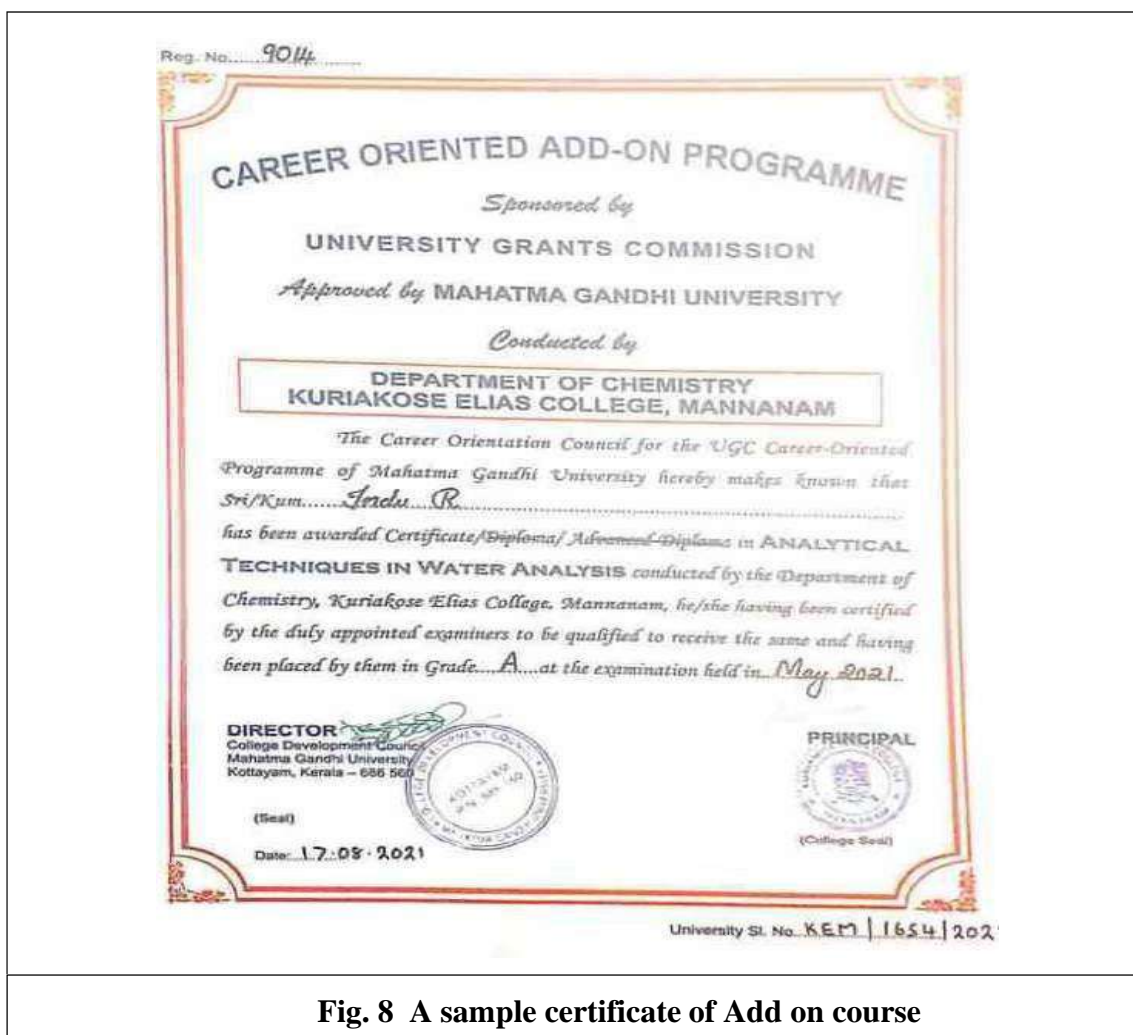 Reg. No......9014..........
CAREER ORIENTED ADD-ON PROGRAMME
Sponsored by
UNIVERSITY GRANTS COMMISSION
Approved by MAHATMA GANDHI UNIVERSITY
Conducted by
DEPARTMENT OF CHEMISTRY
KURIAKOSE ELIAS COLLEGE, MANNANAM
The Career Orientation Council for the UGC Career-Oriented
Programme of Mahatma Gandhi University hereby makes known that
Sri/Kum........ R........
has been awarded Certificate/Diploma/ Advanced Diploma in ANALYTICAL
TECHNIQUES IN WATER ANALYSIS conducted by the Department of
Chemistry, Kuriakose Elias College, Mannanam, he/she having been certified
by the duly appointed examiners to be qualified to receive the same and having
been placed by them in Grade....A....at the examination held in May 2021
DIRECTOR
College Development Council
Mahatma Gandhi University
Kottayam, Kerala – 686 560
(Seal)
Date: 17.08.2021
PRINCIPAL
(College Seal)
University Sl. No. KEM | 1654 | 202
Fig. 8 A sample certificate of Add on course